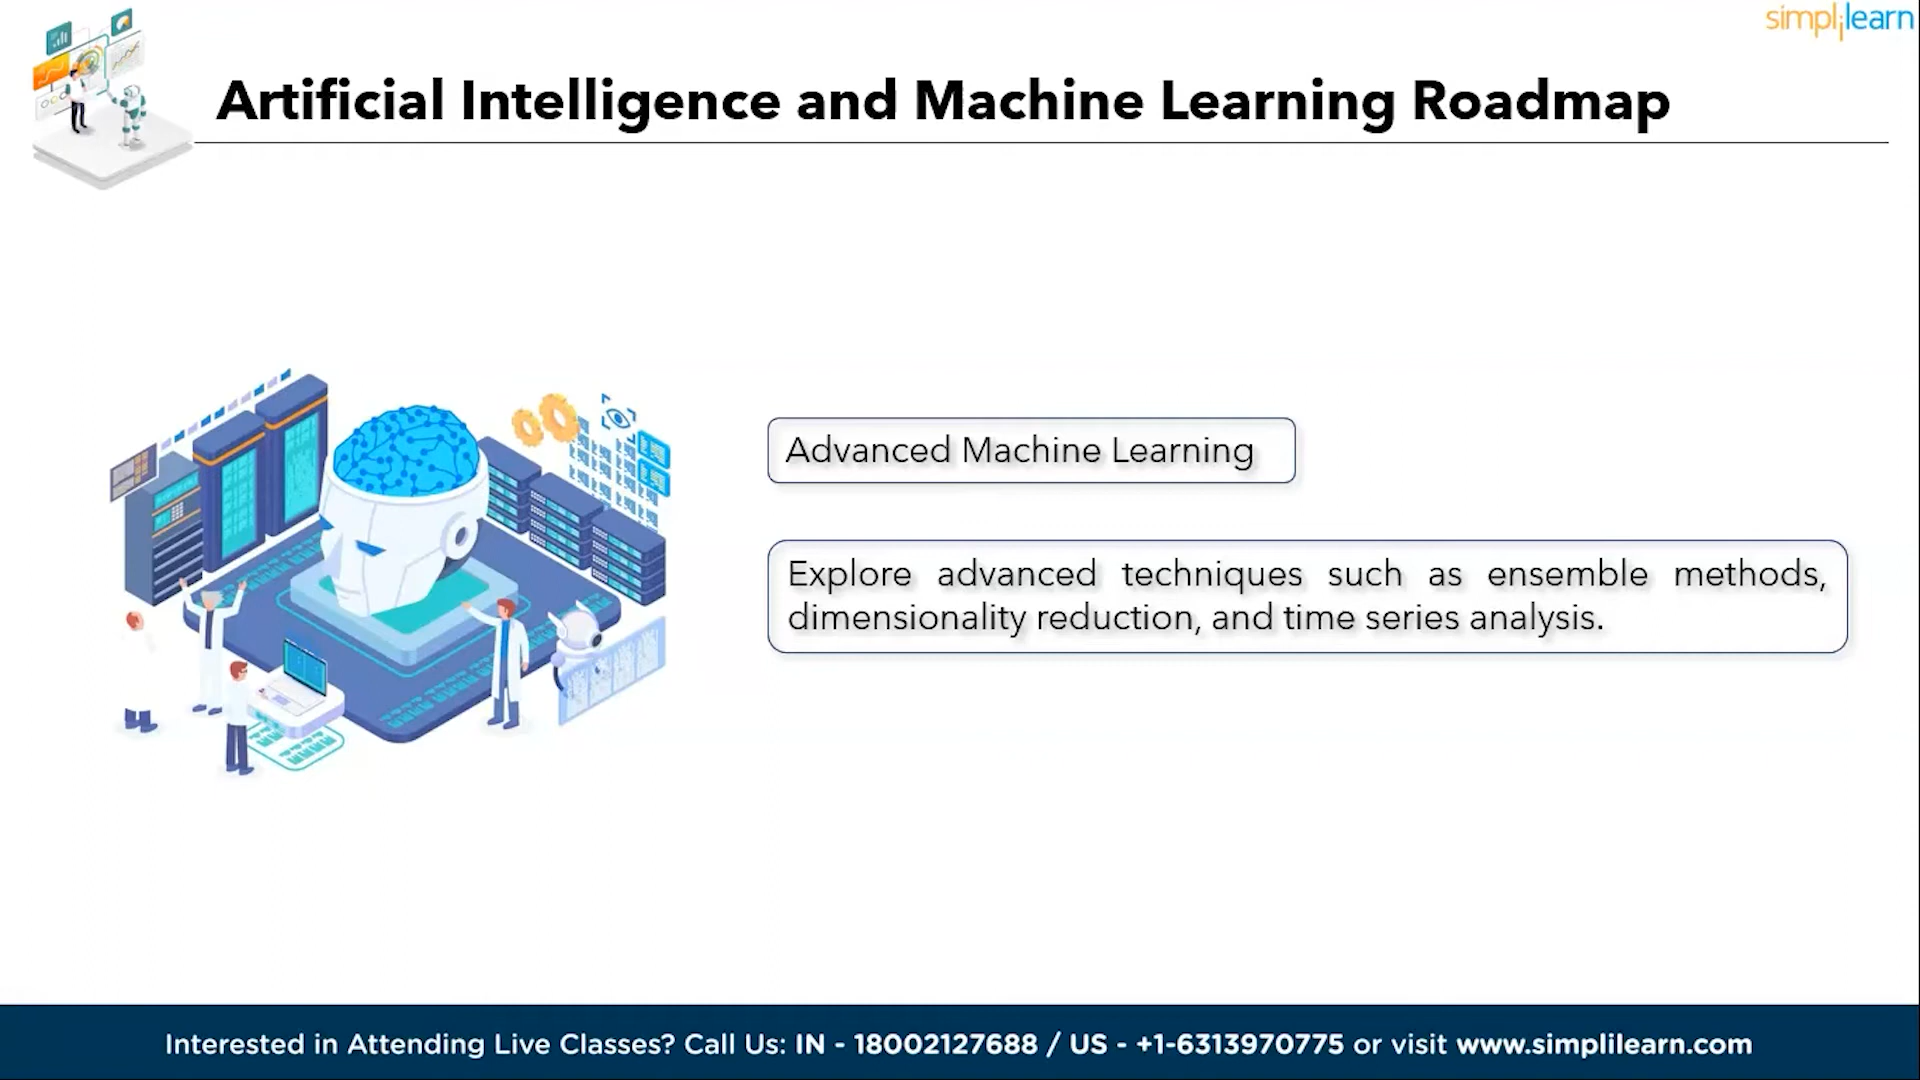 simplilearn
Artificial Intelligence and Machine Learning Roadmap
Advanced Machine Learning
Explore advanced techniques such as ensemble methods,
dimensionality reduction, and time series analysis.
Interested in Attending Live Classes? Call Us: IN - 18002127688 / US - +1-6313970775 or visit www.simplilearn.com